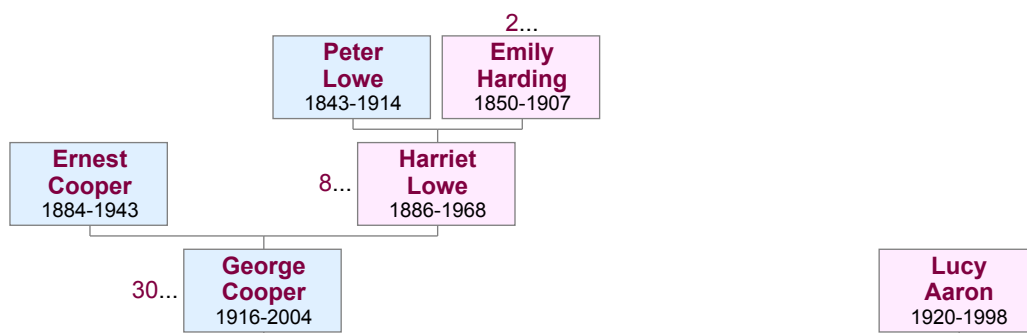 2...
Peter
Lowe
1843-1914
Emily
Harding
1850-1907
Ernest
Cooper
1884-1943
8...
Harriet
Lowe
1886-1968
30...
George
Cooper
1916-2004
Lucy
Aaron
1920-1998